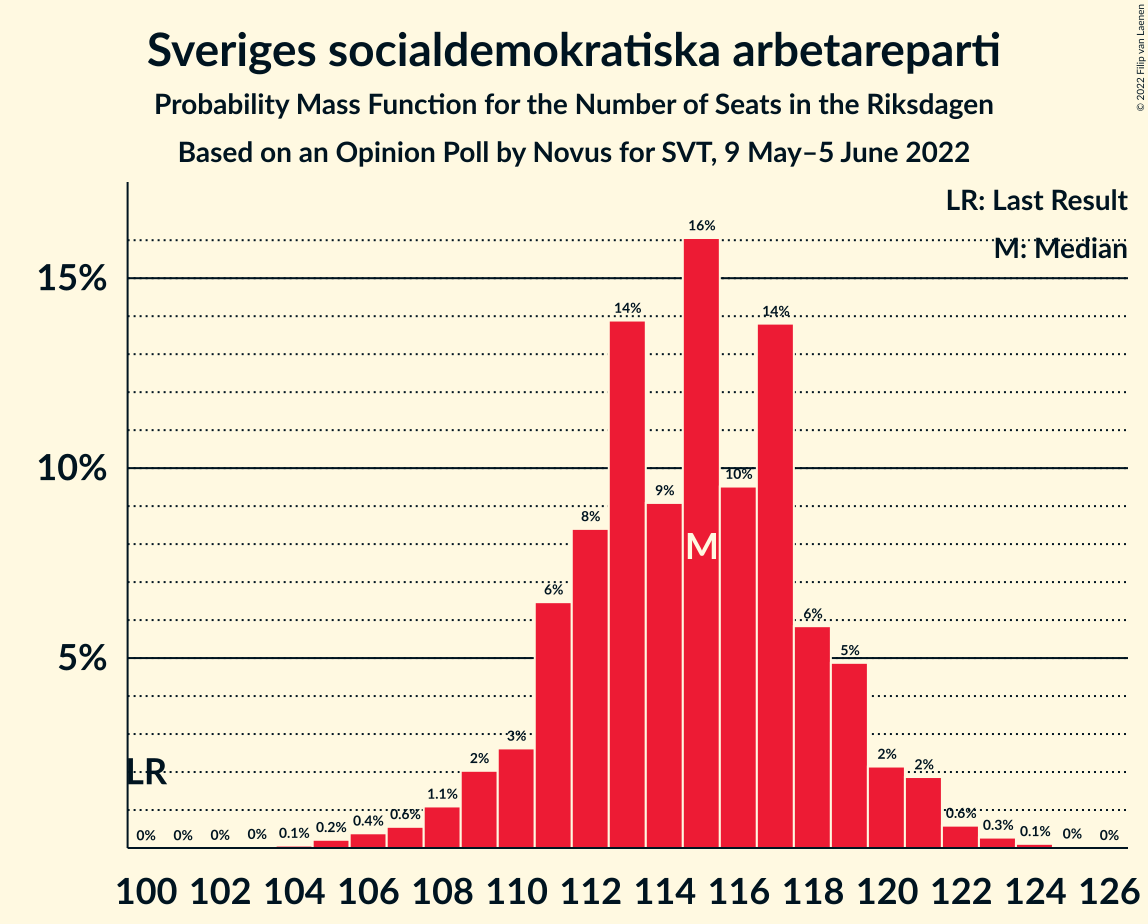 Sveriges socialdemokratiska arbetareparti
Probability Mass Function for the Number of Seats in the Riksdagen
Based on an Opinion Poll by Novus for SVT, 9 May–5 June 2022
© 2022 Filip van Laenen
LR: Last Result
M: Median
15%
10%
5%
LR
M
0% 0% 0% 0% 0.1% 0.2% 0.4% 0.6% 1.1% 2% 3% 6% 8% 14% 9% 16% 10% 14% 6% 5% 2% 2% 0.6% 0.3% 0.1% 0% 0%
100 102 104 106 108 110 112 114 116 118 120 122 124 126